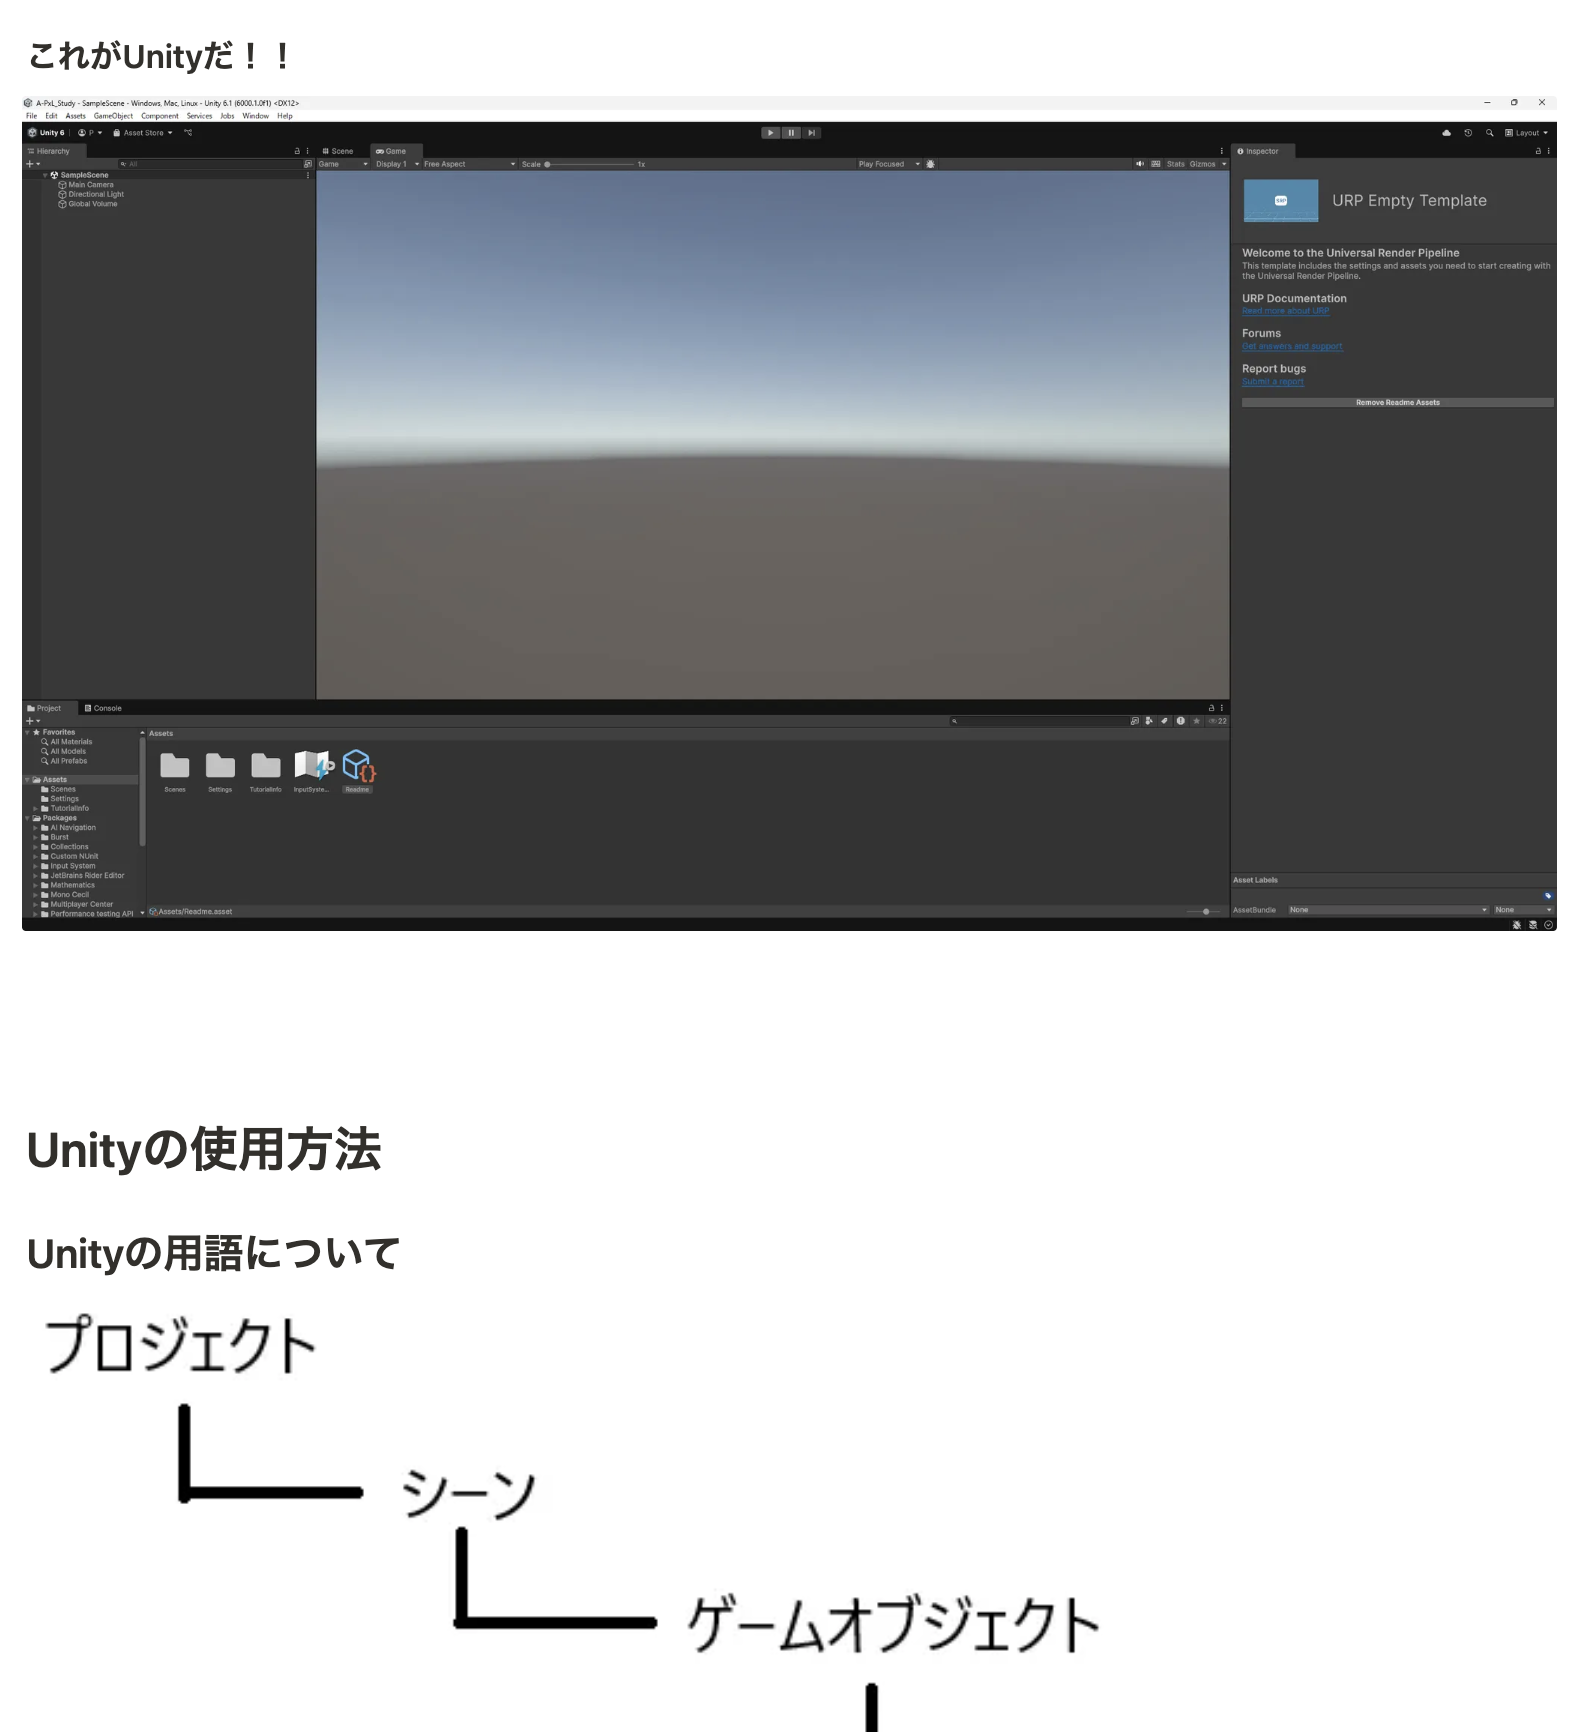 これがUnityだ！！
A-PxL_Study - SampleScene - Windows, Mac, Linux - Unity 6.1 (6000.1.0f1) <DX12>
File Edit Assets GameObject Component Services Jobs Window Help
Unity 6 P Asset Store Layout
Hierarchy
All
SampleScene
Main Camera
Directional Light
Global Volume
Scene Game
Game Display 1 Free Aspect Scale 1x Play Focused Stats Gizmos
Inspector
URP Empty Template
Welcome to the Universal Render Pipeline
This template includes the settings and assets you need to start creating with
the Universal Render Pipeline.
URP Documentation
Read more about URP
Forums
Get answers and support
Report bugs
Submit a report
Remove Readme Assets
Project Console
22
Favorites
All Materials
All Models
All Prefabs
Assets
Scenes
Settings
TutorialInfo
Packages
AI Navigation
Burst
Collections
Custom NUnit
Input System
JetBrains Rider Editor
Mathematics
Mono Cecil
Multiplayer Center
Performance testing API
Assets
Scenes Settings TutorialInfo InputSyste... Readme
Assets/Readme.asset
Asset Labels
AssetBundle None None
Unityの使用方法
Unityの用語について
プロジェクト
シーン
ゲームオブジェクト